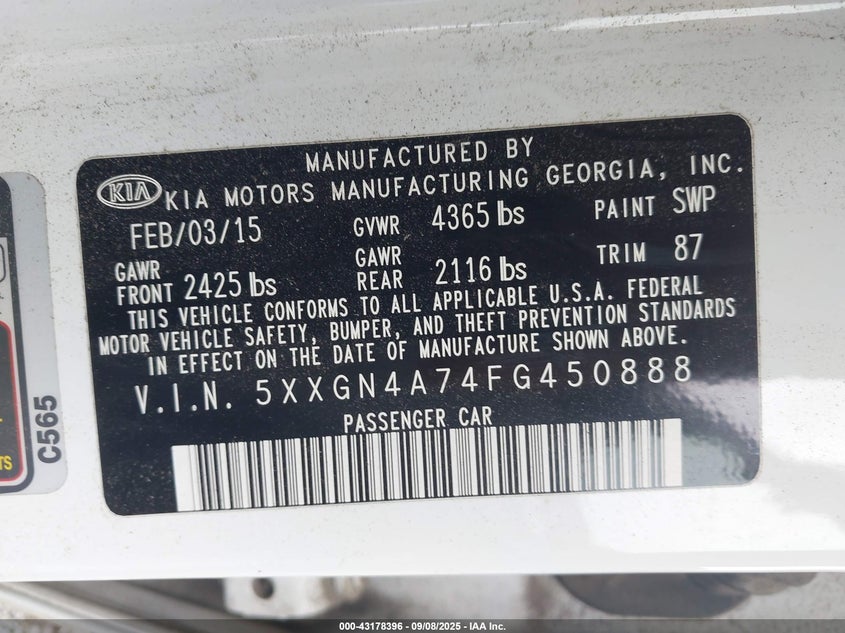 MANUFACTURED BY
KIA KIA MOTORS MANUFACTURING GEORGIA, INC.
FEB/03/15 GVWR 4365 lbs PAINT SWP
GAWR FRONT 2425 lbs GAWR REAR 2116 lbs TRIM 87
THIS VEHICLE CONFORMS TO ALL APPLICABLE U.S.A. FEDERAL
MOTOR VEHICLE SAFETY, BUMPER, AND THEFT PREVENTION STANDARDS
IN EFFECT ON THE DATE OF MANUFACTURE SHOWN ABOVE.
V.I.N. 5XXGN4A74FG450888
PASSENGER CAR
C565
TS
000-43178396 - 09/08/2025 - IAA Inc.